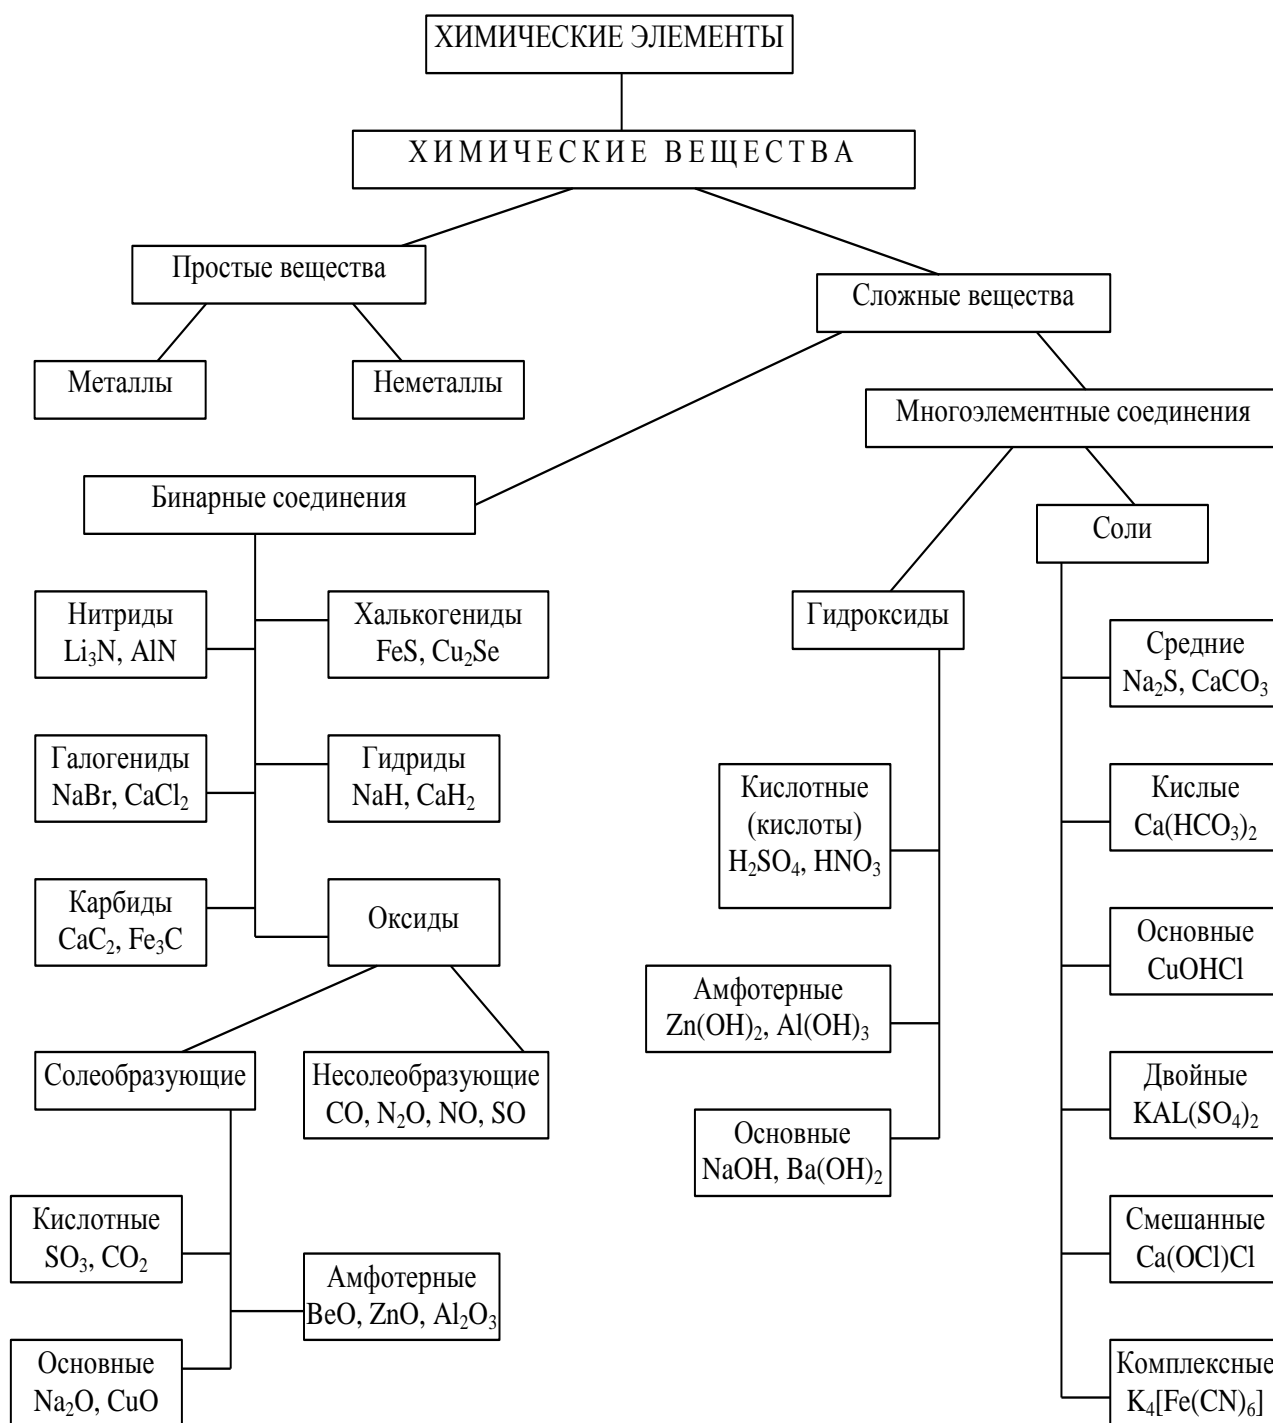 ХИМИЧЕСКИЕ ЭЛЕМЕНТЫ
ХИМИЧЕСКИЕ ВЕЩЕСТВА
Простые вещества
Сложные вещества
Металлы
Неметаллы
Многоэлементные соединения
Бинарные соединения
Соли
Нитриды
Li₃N, AlN
Халькогениды
FeS, Cu₂Se
Гидроксиды
Средние
Na₂S, CaCO₃
Галогениды
NaBr, CaCl₂
Гидриды
NaH, CaH₂
Кислотные
(кислоты)
H₂SO₄, HNO₃
Кислые
Ca(HCO₃)₂
Карбиды
CaC₂, Fe₃C
Оксиды
Основные
CuOHCl
Амфотерные
Zn(OH)₂, Al(OH)₃
Солеобразующие
Несолеобразующие
CO, N₂O, NO, SO
Двойные
KAL(SO₄)₂
Основные
NaOH, Ba(OH)₂
Кислотные
SO₃, CO₂
Смешанные
Ca(OCl)Cl
Амфотерные
BeO, ZnO, Al₂O₃
Основные
Na₂O, CuO
Комплексные
K₄[Fe(CN)₆]